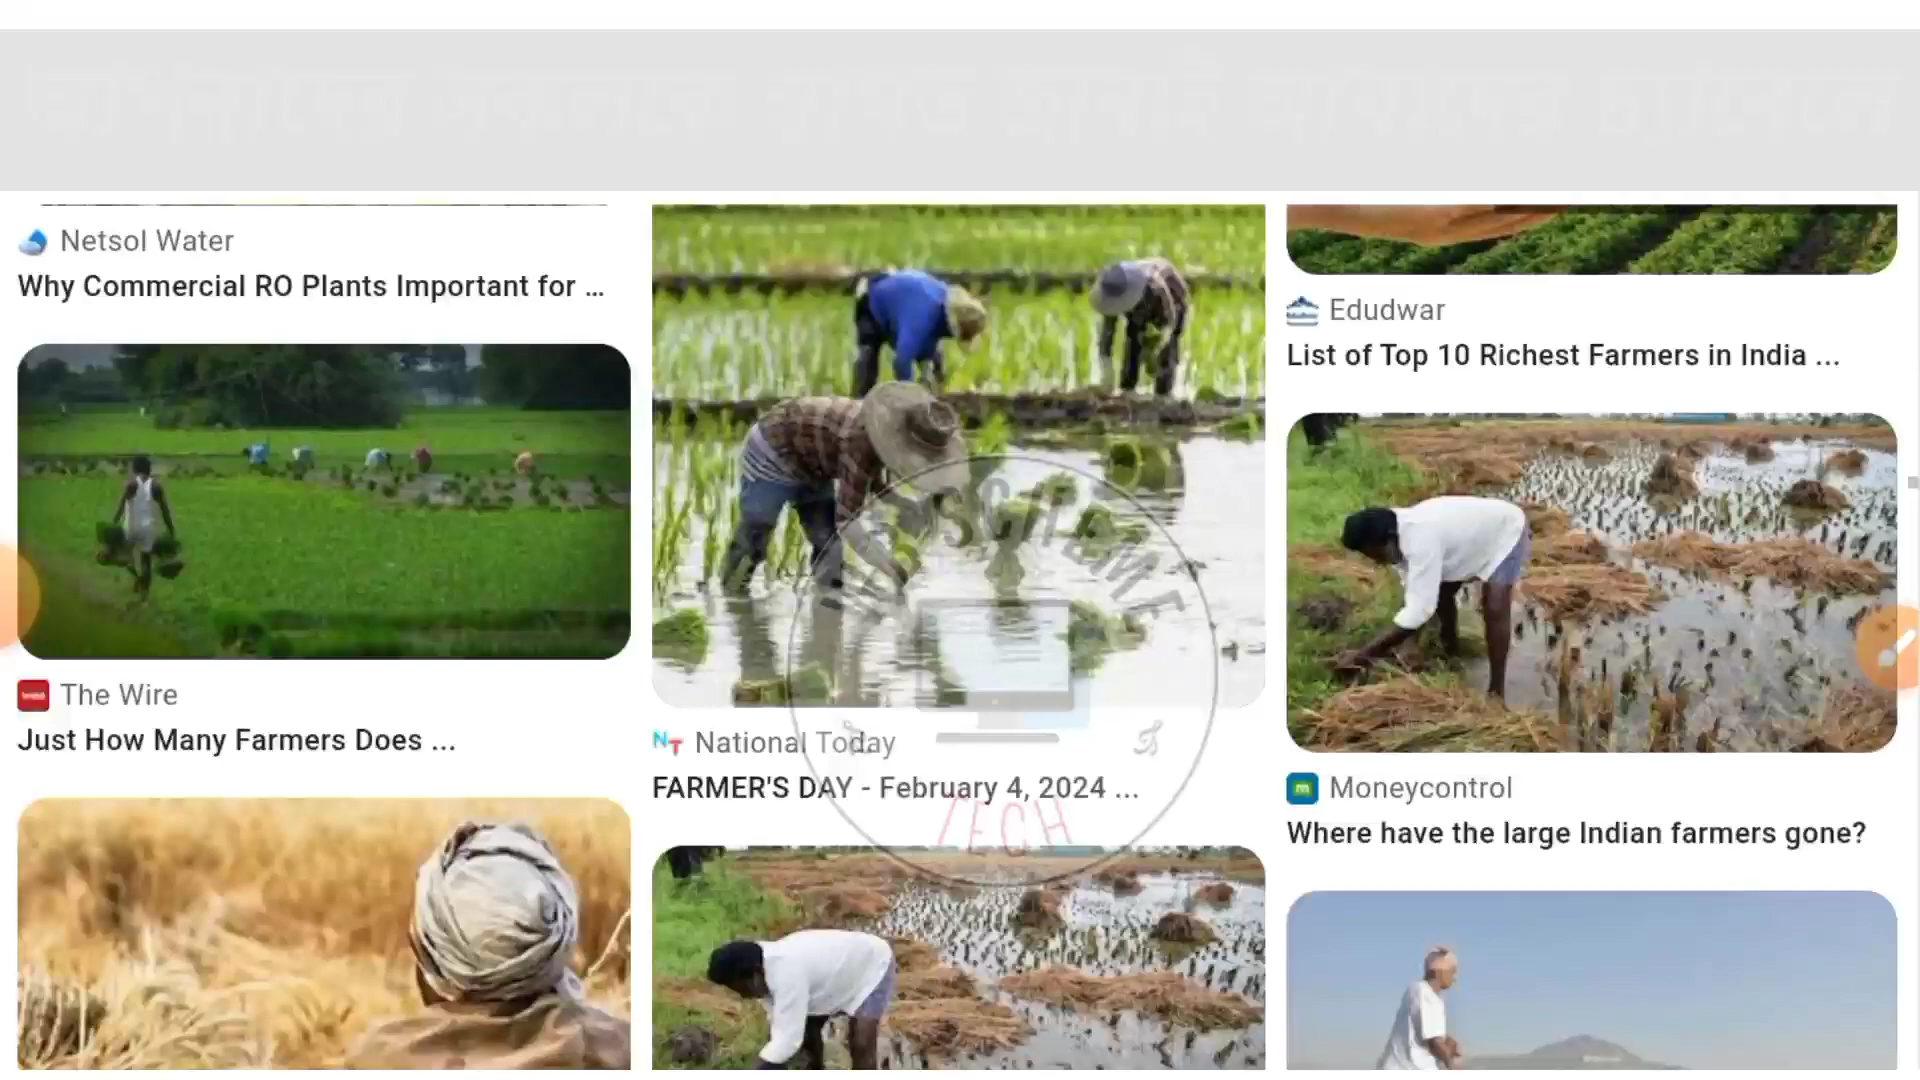 Netsol Water
Why Commercial RO Plants Important for ...
The Wire
Just How Many Farmers Does ...
National Today
FARMER'S DAY - February 4, 2024 ...
Edudwar
List of Top 10 Richest Farmers in India ...
Moneycontrol
Where have the large Indian farmers gone?
TECH